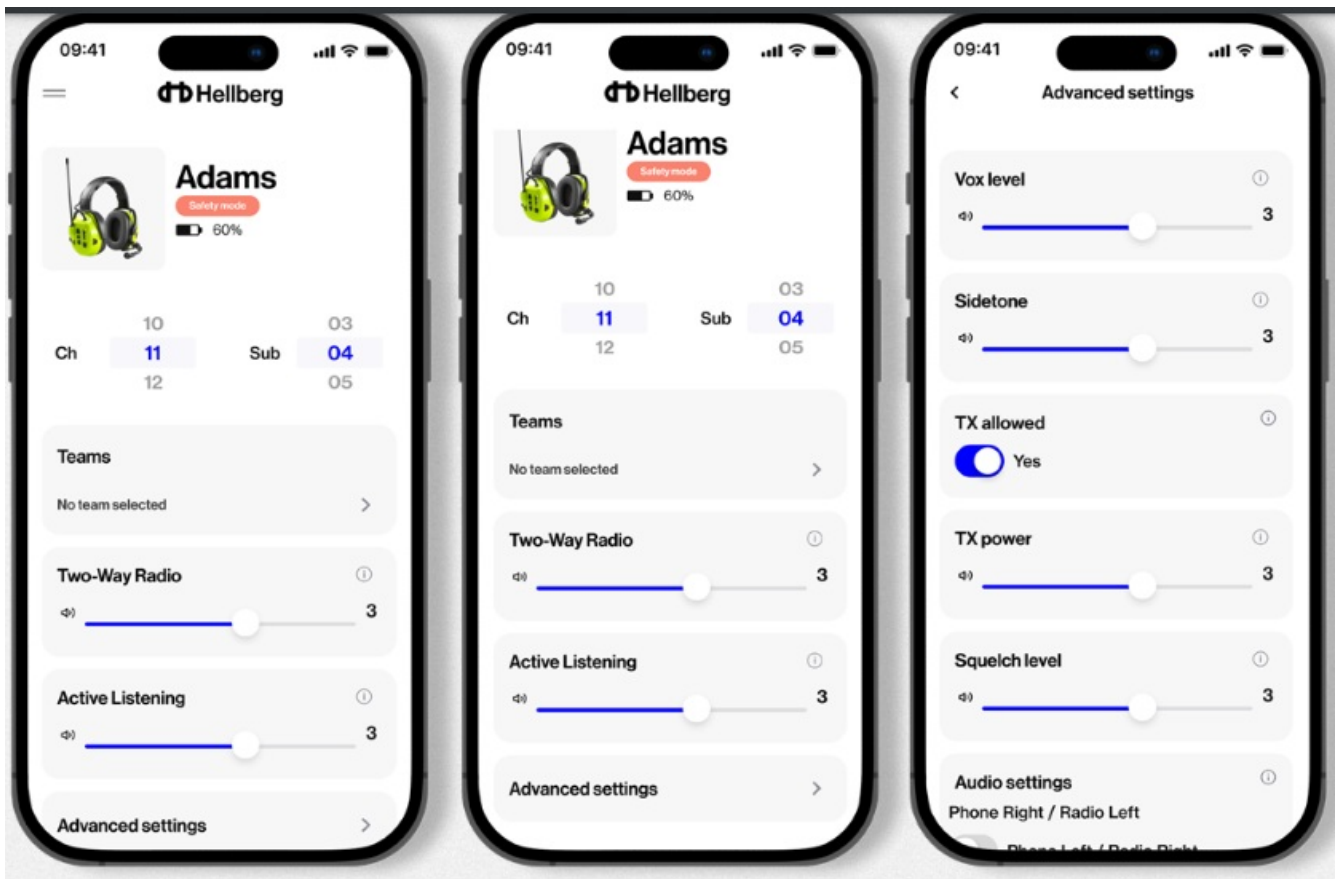 09:41
Hellberg
Adams
Safety mode
60%
10
03
Ch
11
Sub
04
12
05
Teams
No team selected
Two-Way Radio
3
Active Listening
3
Advanced settings
09:41
Hellberg
Adams
Safety mode
60%
10
03
Ch
11
Sub
04
12
05
Teams
No team selected
Two-Way Radio
3
Active Listening
3
Advanced settings
09:41
Advanced settings
Vox level
3
Sidetone
3
TX allowed
Yes
TX power
3
Squelch level
3
Audio settings
Phone Right / Radio Left
Phone Left / Radio Right